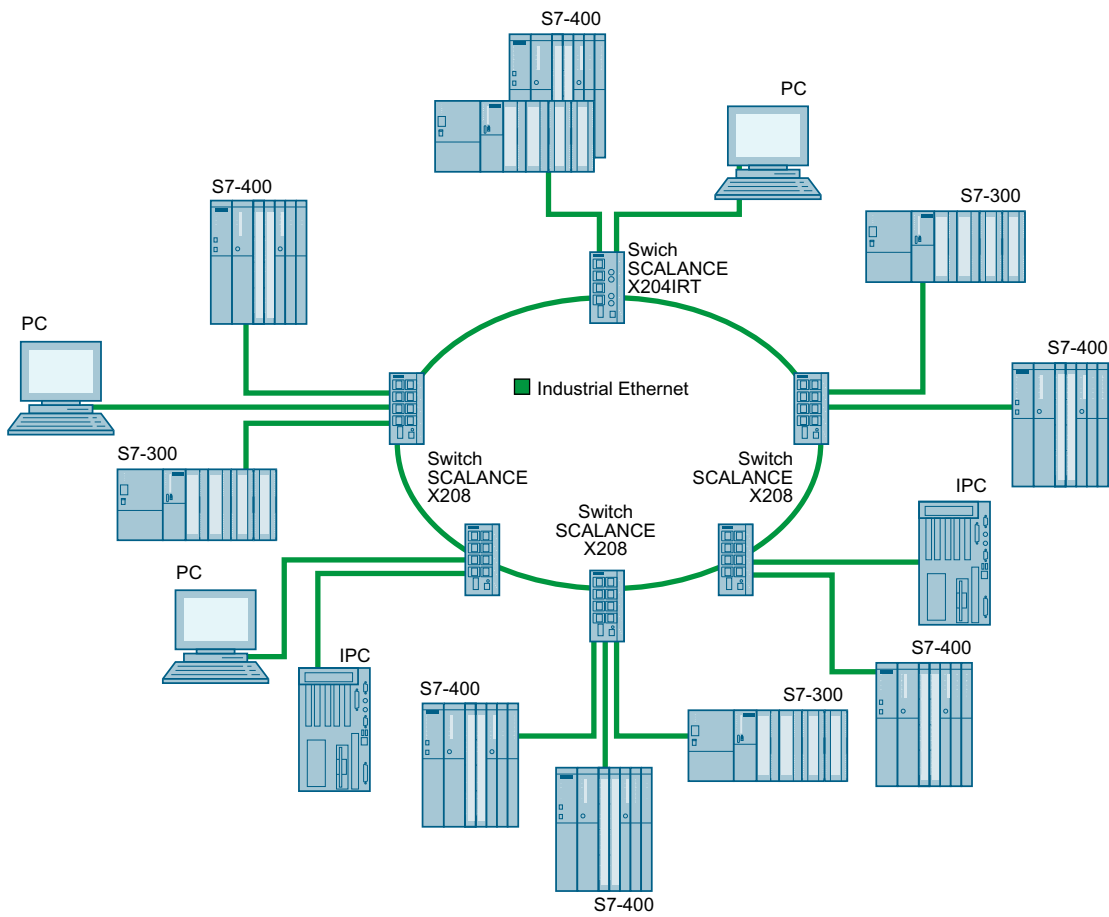 S7-400
PC
S7-400
S7-300
Swich
SCALANCE
X204IRT
PC
S7-400
Industrial Ethernet
S7-300
Switch
SCALANCE
X208
Switch
SCALANCE
X208
IPC
Switch
SCALANCE
X208
PC
IPC
S7-400
S7-400
S7-300
S7-400